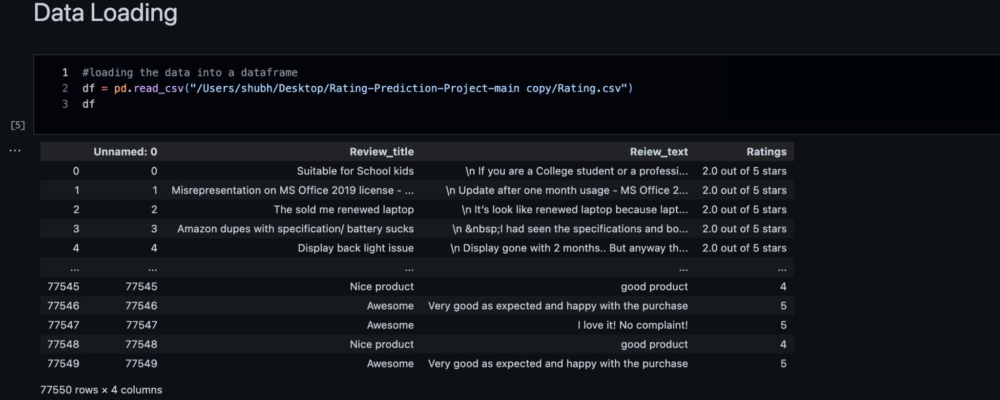 Data Loading
1 #loading the data into a dataframe
2 df = pd.read_csv("/Users/shubh/Desktop/Rating-Prediction-Project-main copy/Rating.csv")
3 df
[5]
... Unnamed: 0 Review_title Reiew_text Ratings
0 0 Suitable for School kids \n If you are a College student or a professi... 2.0 out of 5 stars
1 1 Misrepresentation on MS Office 2019 license - ... \n Update after one month usage - MS Office 2... 2.0 out of 5 stars
2 2 The sold me renewed laptop \n It’s look like renewed laptop because lapt... 2.0 out of 5 stars
3 3 Amazon dupes with specification/ battery sucks \n &nbsp;I had seen the specifications and bo... 2.0 out of 5 stars
4 4 Display back light issue \n Display gone with 2 months.. But anyway th... 2.0 out of 5 stars
... ... ... ... ...
77545 77545 Nice product good product 4
77546 77546 Awesome Very good as expected and happy with the purchase 5
77547 77547 Awesome I love it! No complaint! 5
77548 77548 Nice product good product 4
77549 77549 Awesome Very good as expected and happy with the purchase 5
77550 rows × 4 columns